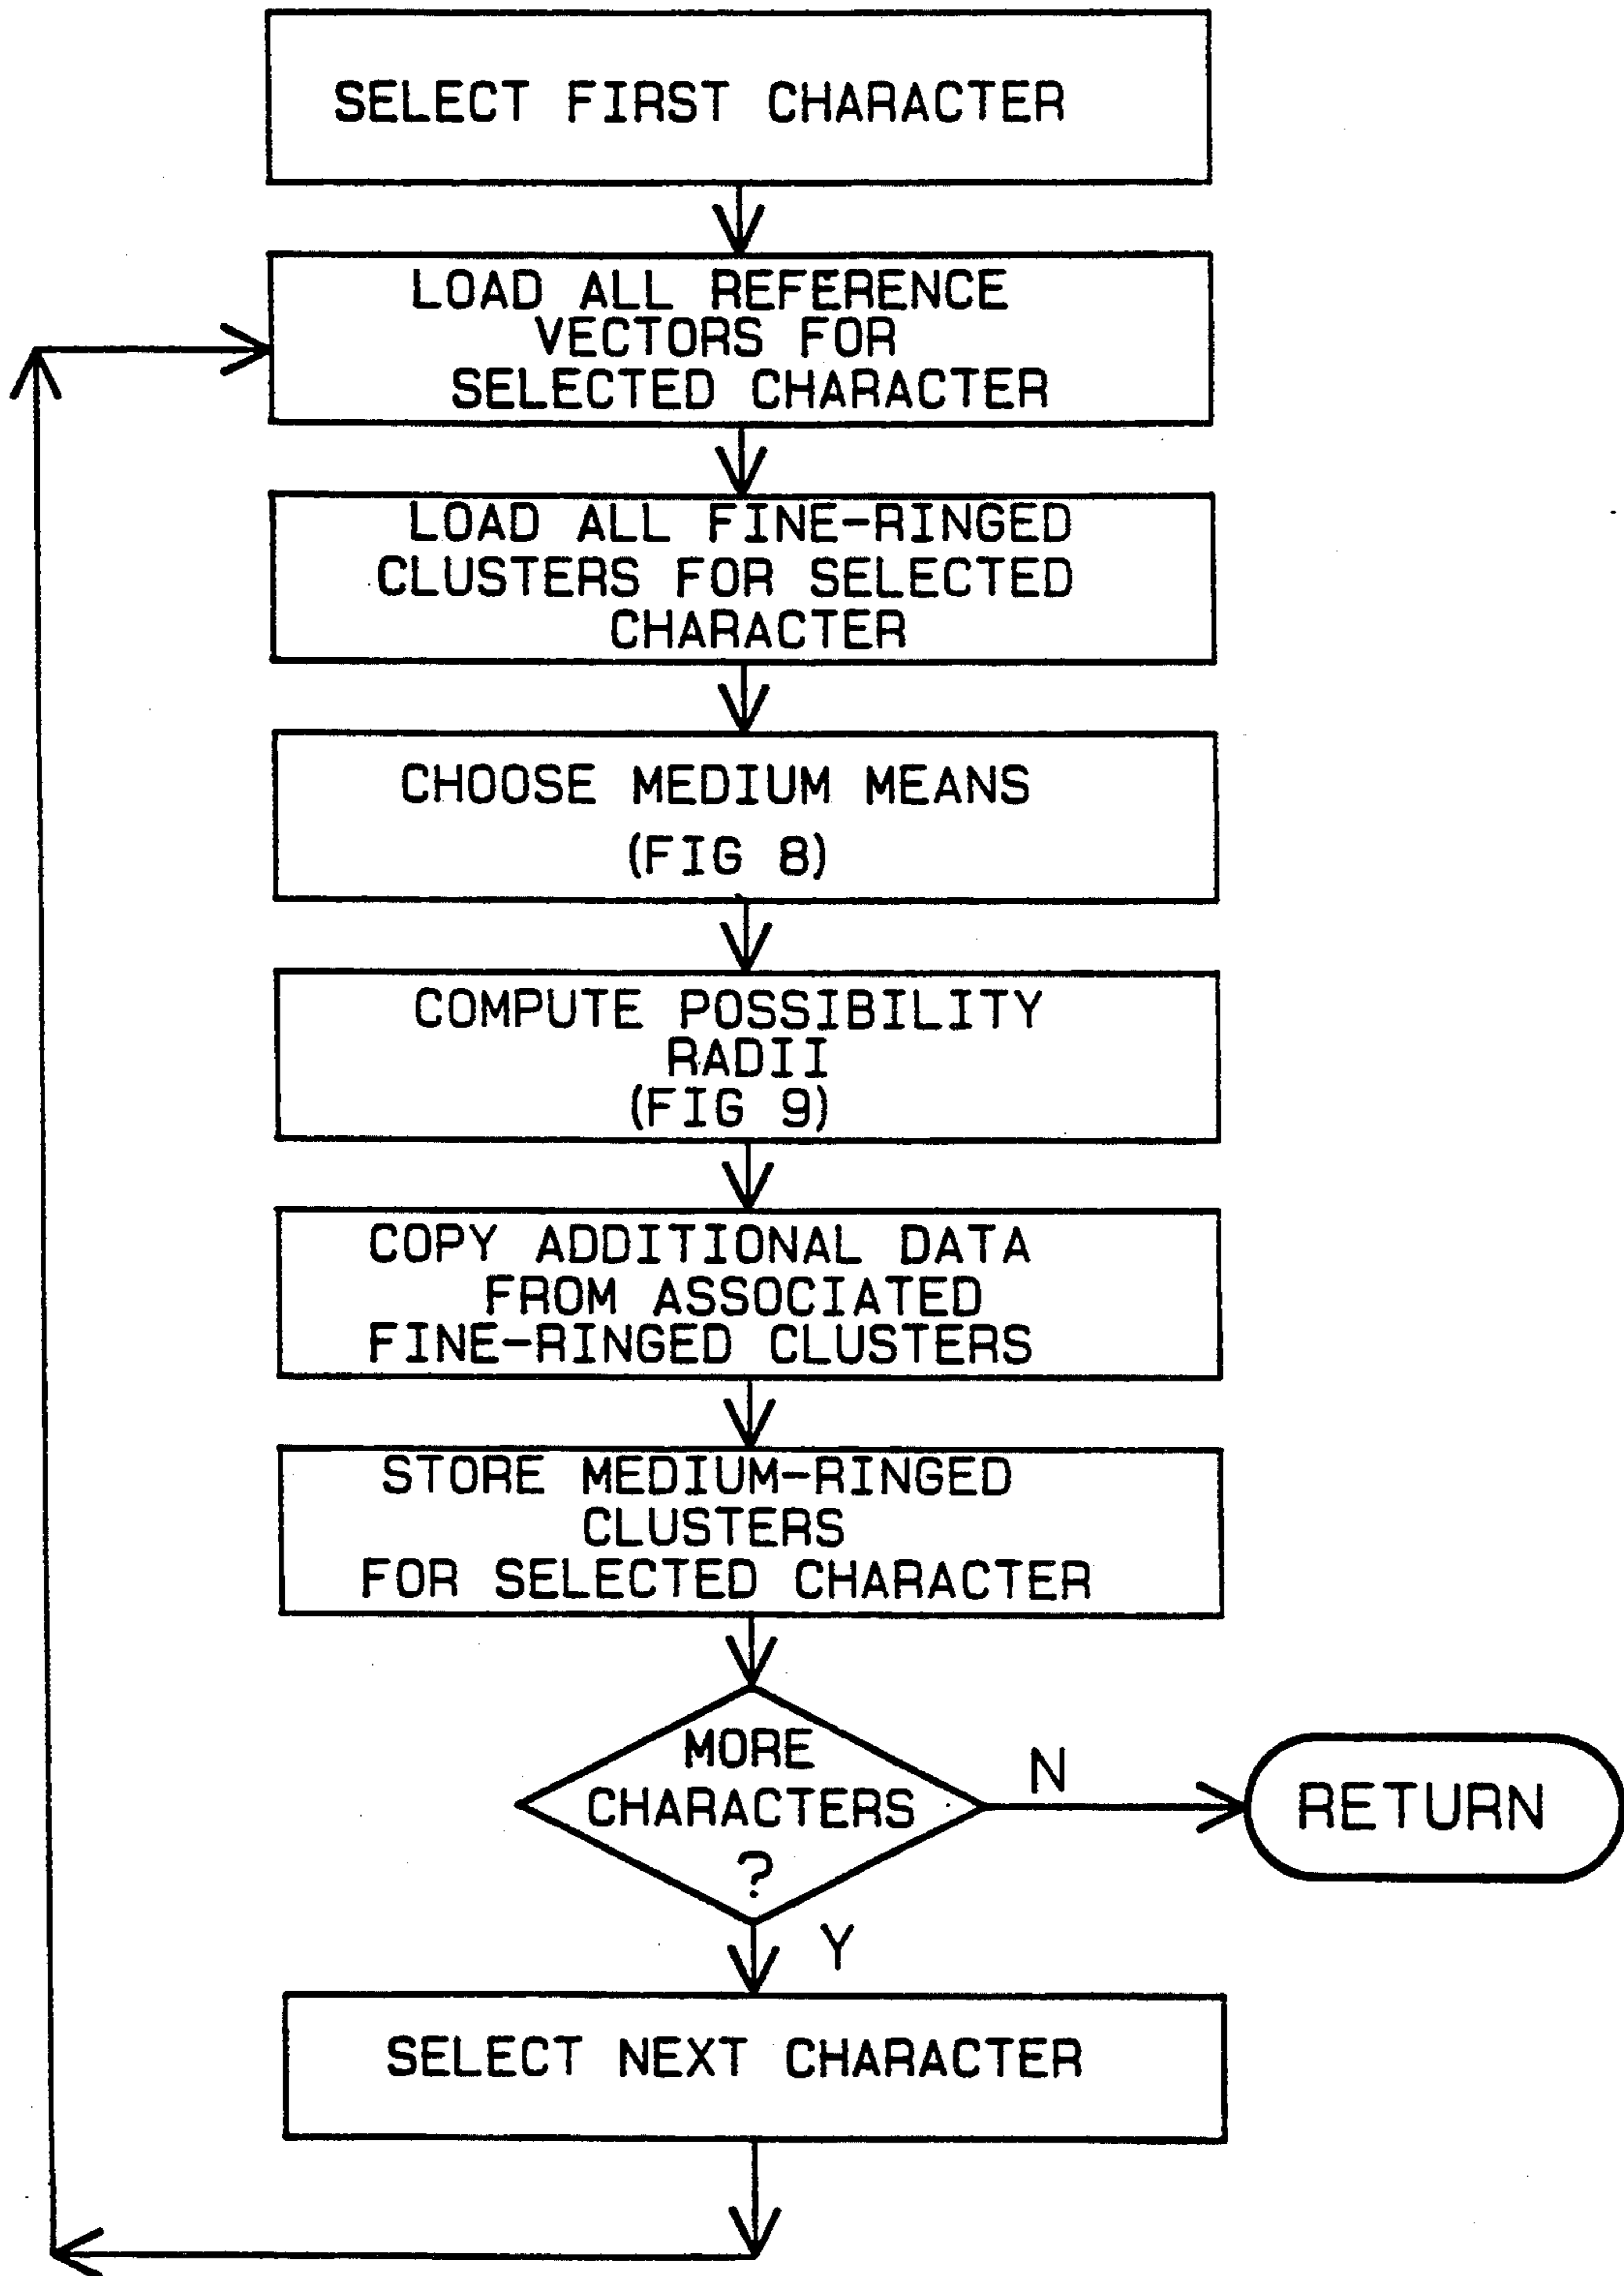 SELECT FIRST CHARACTER
LOAD ALL REFERENCE
VECTORS FOR
SELECTED CHARACTER
LOAD ALL FINE-RINGED
CLUSTERS FOR SELECTED
CHARACTER
CHOOSE MEDIUM MEANS
(FIG 8)
COMPUTE POSSIBILITY
RADII
(FIG 9)
COPY ADDITIONAL DATA
FROM ASSOCIATED
FINE-RINGED CLUSTERS
STORE MEDIUM-RINGED
CLUSTERS
FOR SELECTED CHARACTER
MORE
CHARACTERS
?
N
RETURN
Y
SELECT NEXT CHARACTER